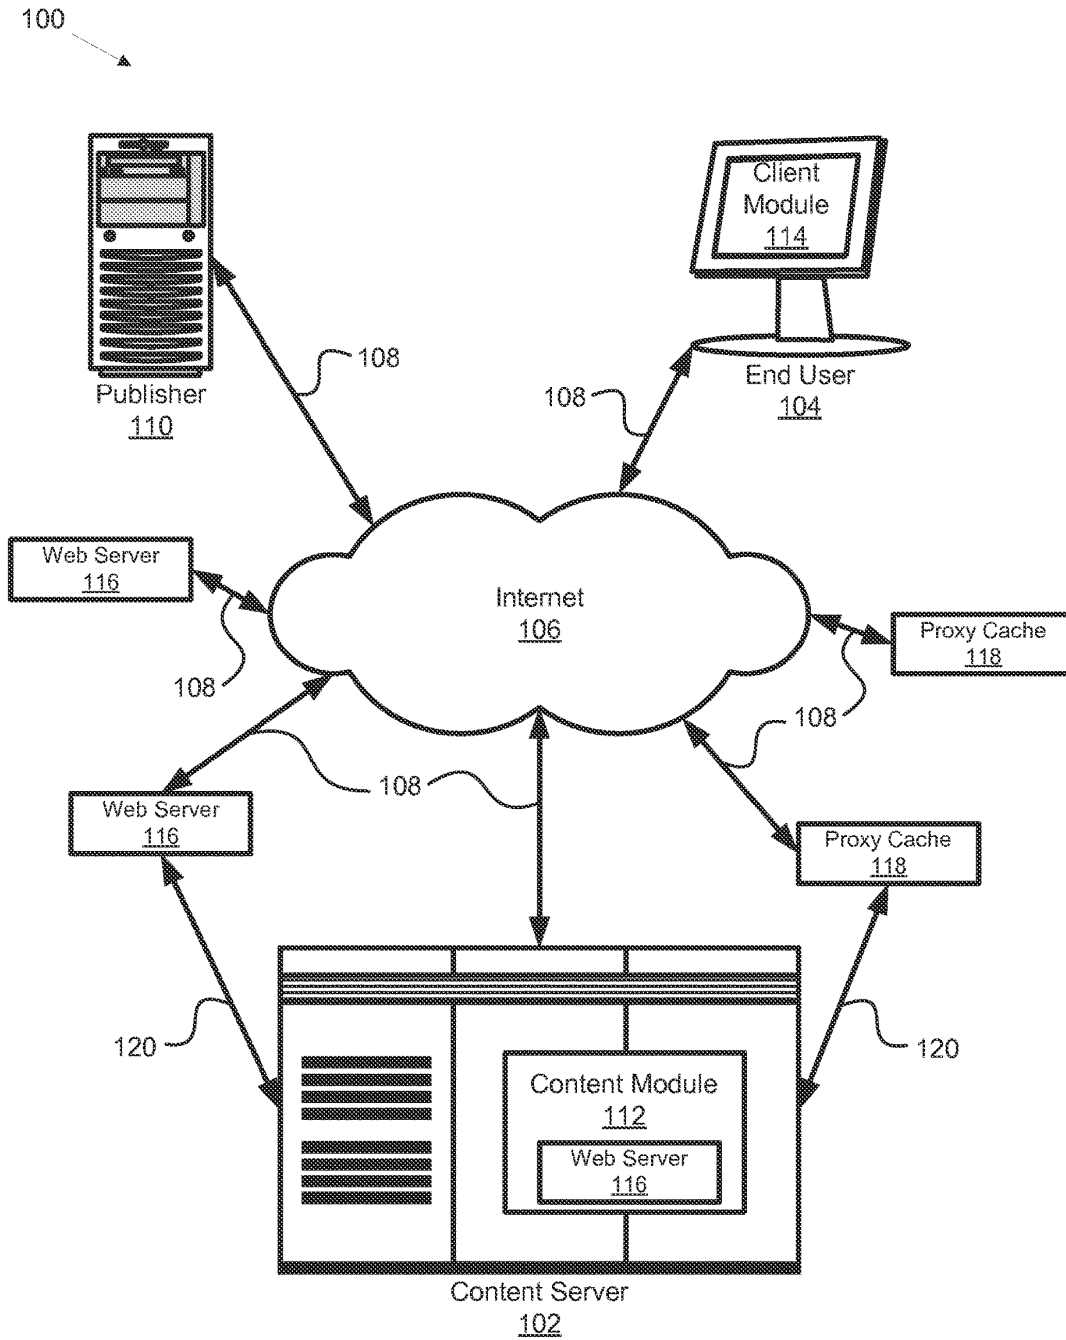 100
Client
Module
114
108
Publisher
110
End User
104
108
Web Server
116
Internet
106
Proxy Cache
118
108
108
108
Web Server
116
Proxy Cache
118
120
120
Content Module
112
Web Server
116
Content Server
102